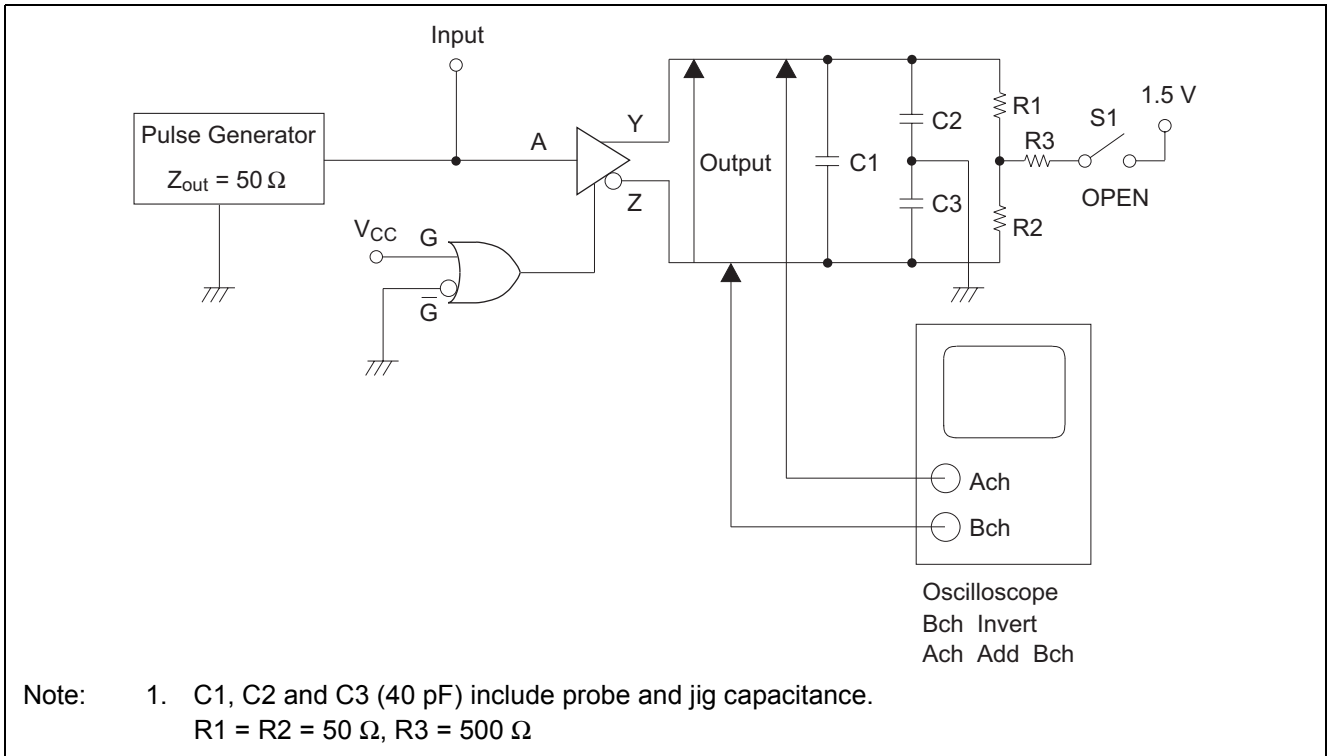 Input
Pulse Generator
Zout = 50 Ω
A
Y
Z
VCC
G
G̅
Output
C1
C2
C3
R1
R2
R3
S1
1.5 V
OPEN
Ach
Bch
Oscilloscope
Bch Invert
Ach Add Bch
Note: 1. C1, C2 and C3 (40 pF) include probe and jig capacitance.
R1 = R2 = 50 Ω, R3 = 500 Ω